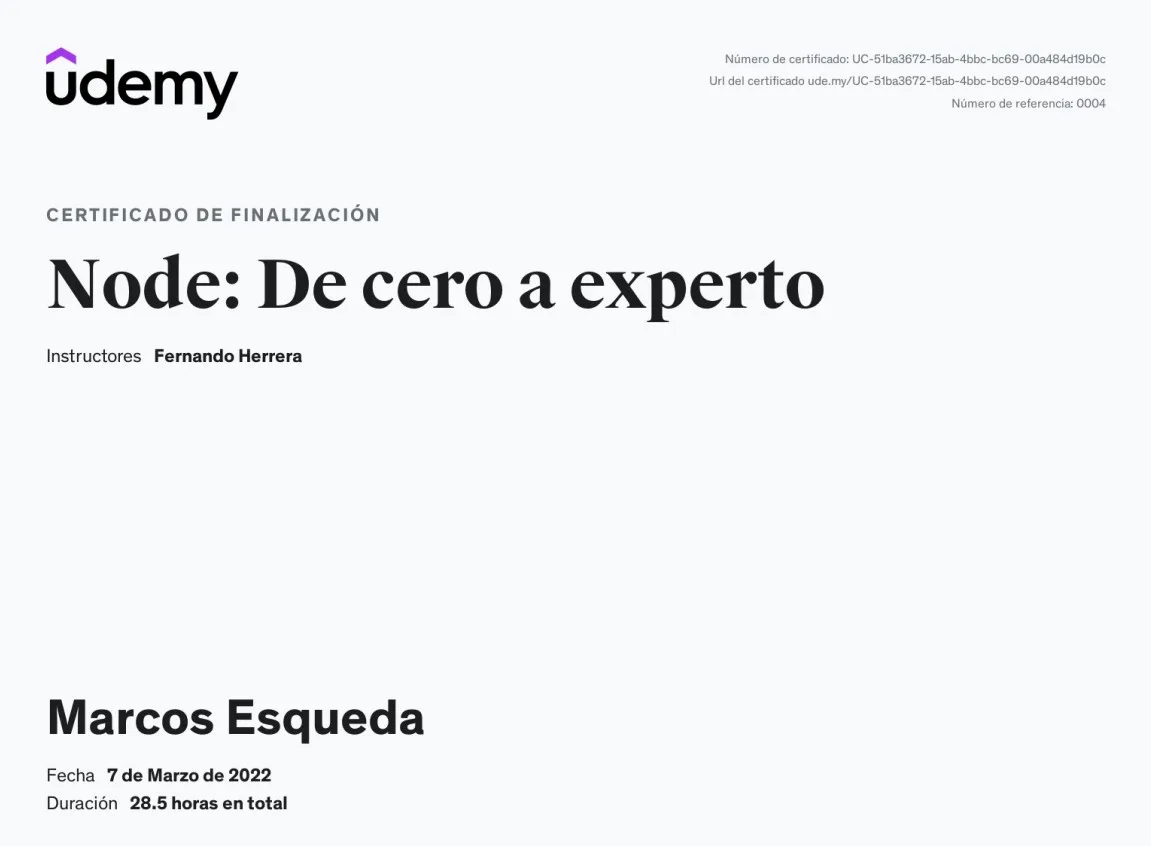 udemy
Número de certificado: UC-51ba3672-15ab-4bbc-bc69-00a484d19b0c
Url del certificado ude.my/UC-51ba3672-15ab-4bbc-bc69-00a484d19b0c
Número de referencia: 0004
CERTIFICADO DE FINALIZACIÓN
Node: De cero a experto
Instructores Fernando Herrera
Marcos Esqueda
Fecha 7 de Marzo de 2022
Duración 28.5 horas en total